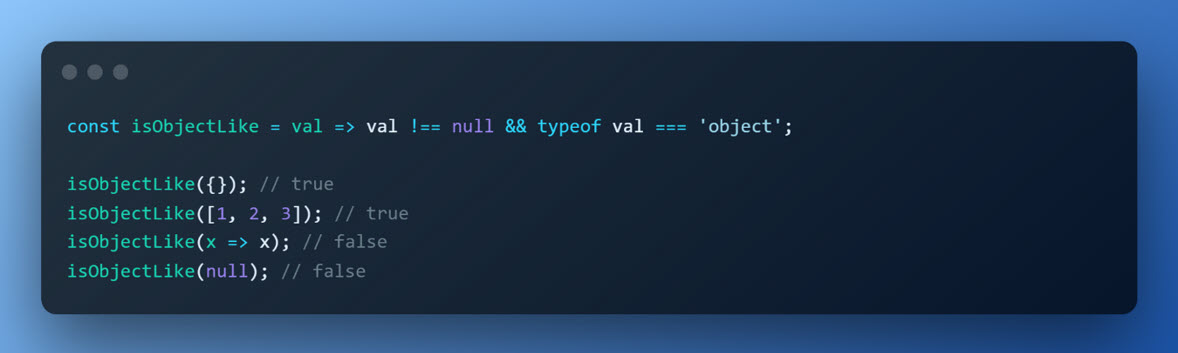 const isObjectLike = val => val !== null && typeof val === 'object';
isObjectLike({}); // true
isObjectLike([1, 2, 3]); // true
isObjectLike(x => x); // false
isObjectLike(null); // false